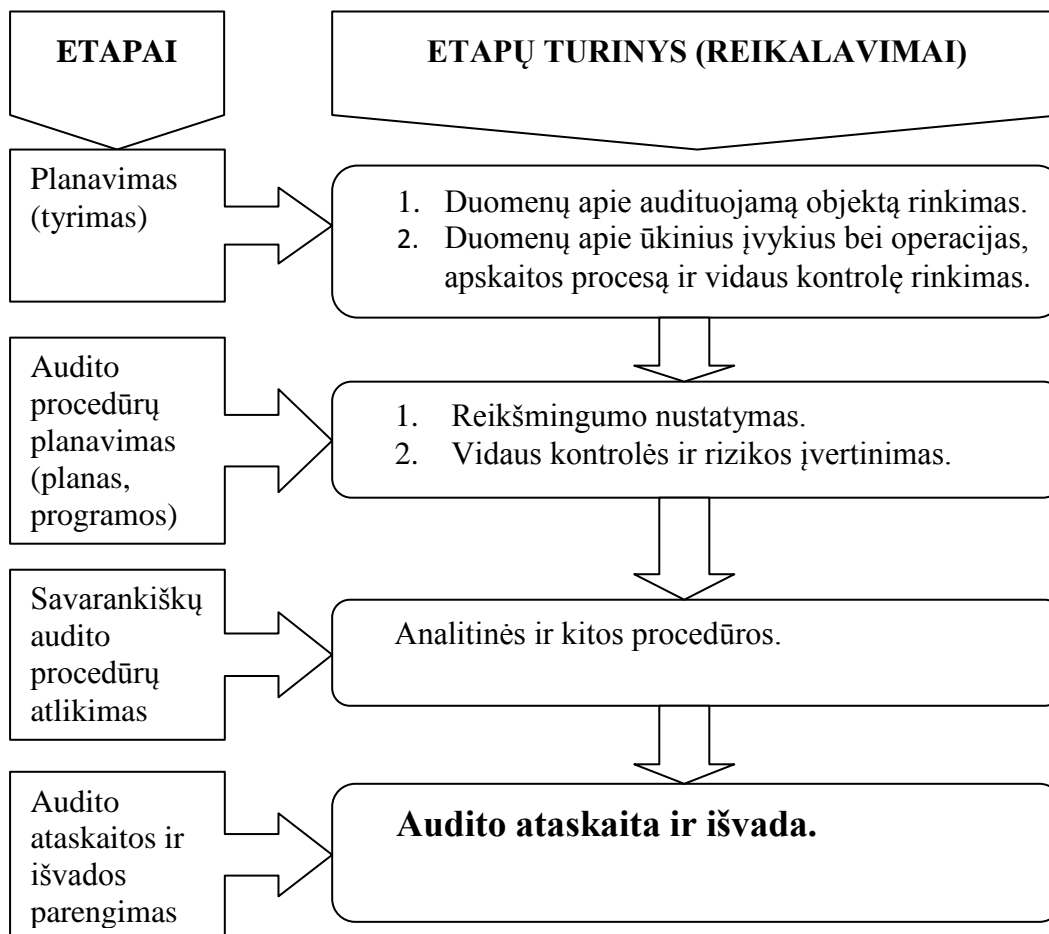 ETAPAI
ETAPŲ TURINYS (REIKALAVIMAI)
Planavimas
(tyrimas)
1. Duomenų apie audituojamą objektą rinkimas.
2. Duomenų apie ūkinius įvykius bei operacijas,
apskaitos procesą ir vidaus kontrolę rinkimas.
Audito
procedūrų
planavimas
(planas,
programos)
1. Reikšmingumo nustatymas.
2. Vidaus kontrolės ir rizikos įvertinimas.
Savarankiškų
audito
procedūrų
atlikimas
Analitinės ir kitos procedūros.
Audito
ataskaitos ir
išvados
parengimas
Audito ataskaita ir išvada.